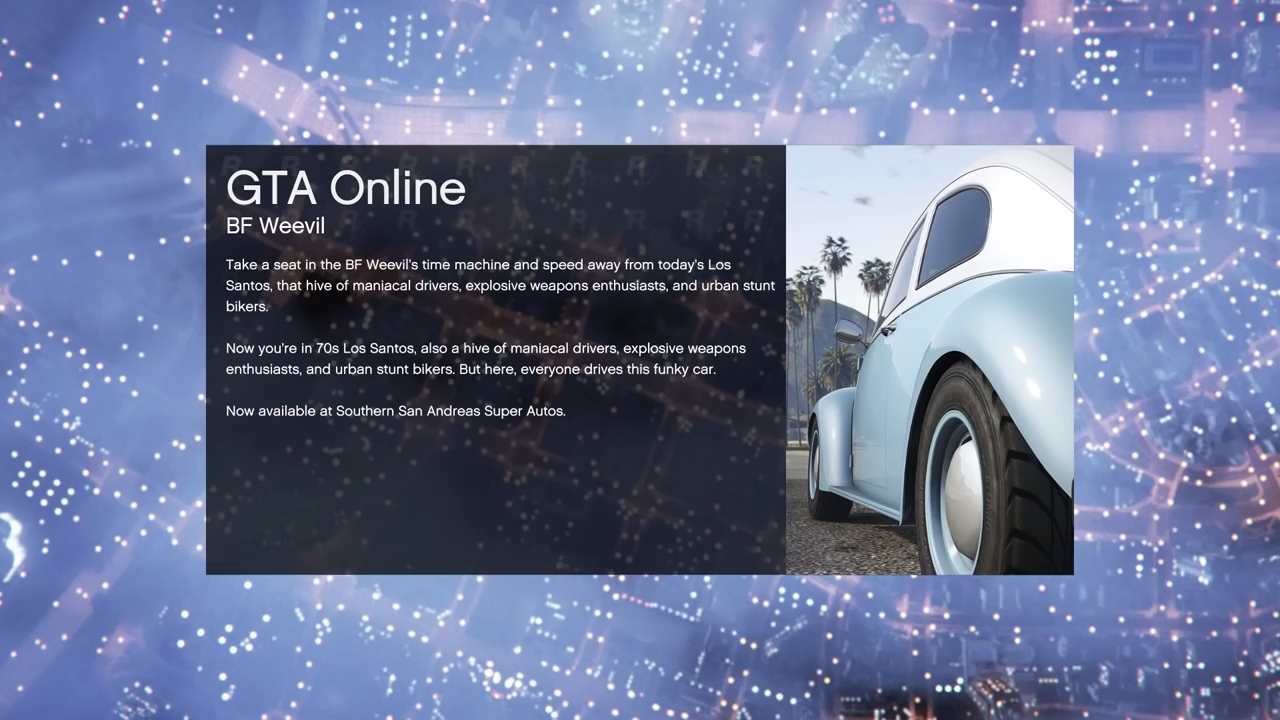 GTA Online
BF Weevil
Take a seat in the BF Weevil's time machine and speed away from today's Los
Santos, that hive of maniacal drivers, explosive weapons enthusiasts, and urban stunt
bikers.
Now you're in 70s Los Santos, also a hive of maniacal drivers, explosive weapons
enthusiasts, and urban stunt bikers. But here, everyone drives this funky car.
Now available at Southern San Andreas Super Autos.